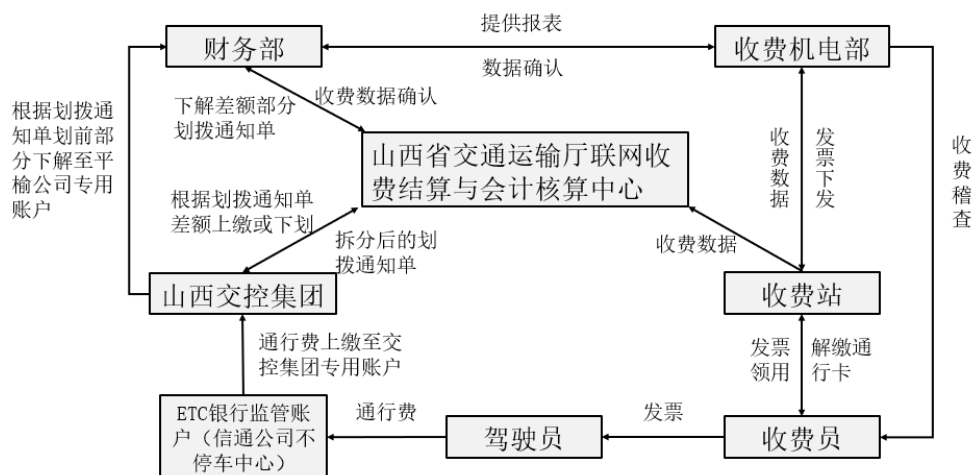 提供报表
财务部
收费机电部
数据确认
根据划拨通
知单划前部
分下解至平
榆公司专用
账户
下解差额部分
划拨通知单
收费数据确认
山西省交通运输厅联网收
费结算与会计核算中心
收费数据
发票下发
收费稽查
根据划拨通知单
差额上缴或下划
拆分后的划
拨通知单
收费数据
山西交控集团
收费站
通行费上缴至交
控集团专用账户
发票
领用
解缴通
行卡
ETC银行监管账
户（信通公司不
停车中心）
通行费
驾驶员
发票
收费员